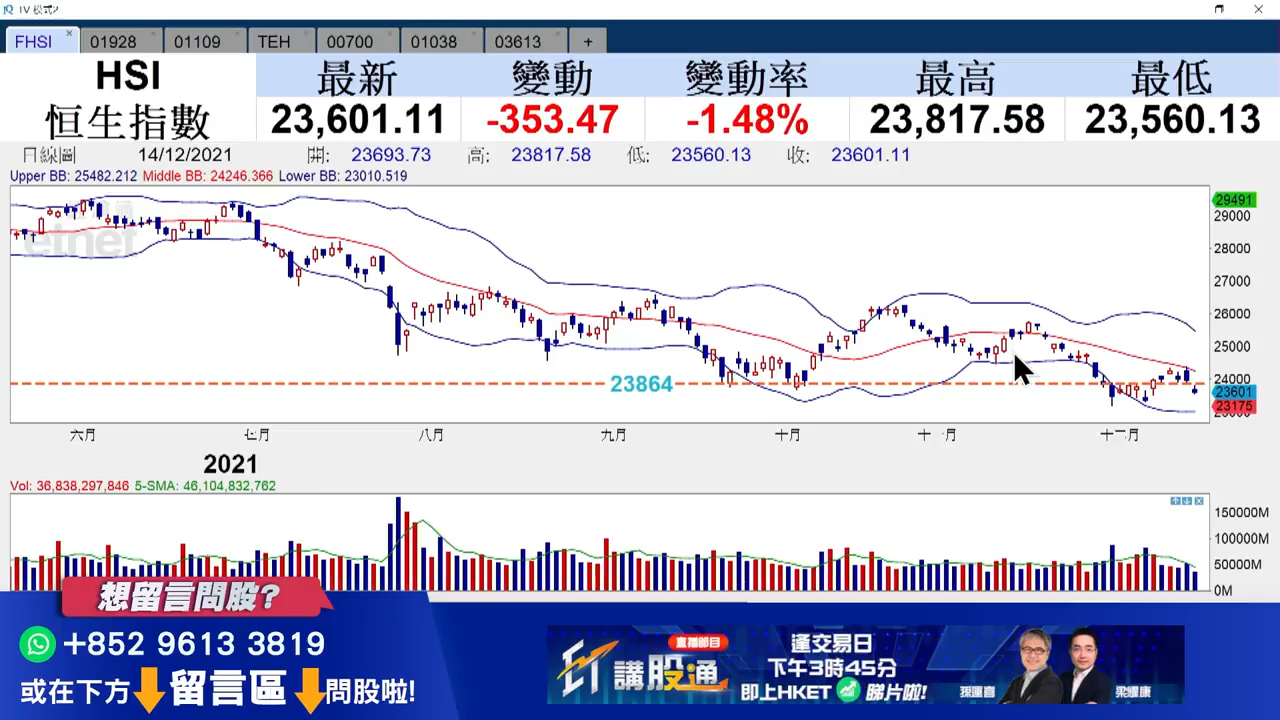 TV 模式2
FHSI 01928 01109 TEH 00700 01038 03613 +
HSI 最新 變動 變動率 最高 最低
恒生指數 23,601.11 -353.47 -1.48% 23,817.58 23,560.13
日線圖 14/12/2021 開: 23693.73 高: 23817.58 低: 23560.13 收: 23601.11
Upper BB: 25482.212 Middle BB: 24246.366 Lower BB: 23010.519
etnet
29491
29000
28000
27000
26000
25000
24000
23601
23175
23864
六月 七月 八月 九月 十月 十一月 十二月
2021
Vol: 36,838,297,846 5-SMA: 46,104,832,762
150000M
100000M
50000M
0M
想留言問股?
+852 9613 3819
或在下方 留言區 問股啦!
直播節目
ET 講股通
逢交易日
下午3時45分
即上HKET 睇片啦!
梁耀康